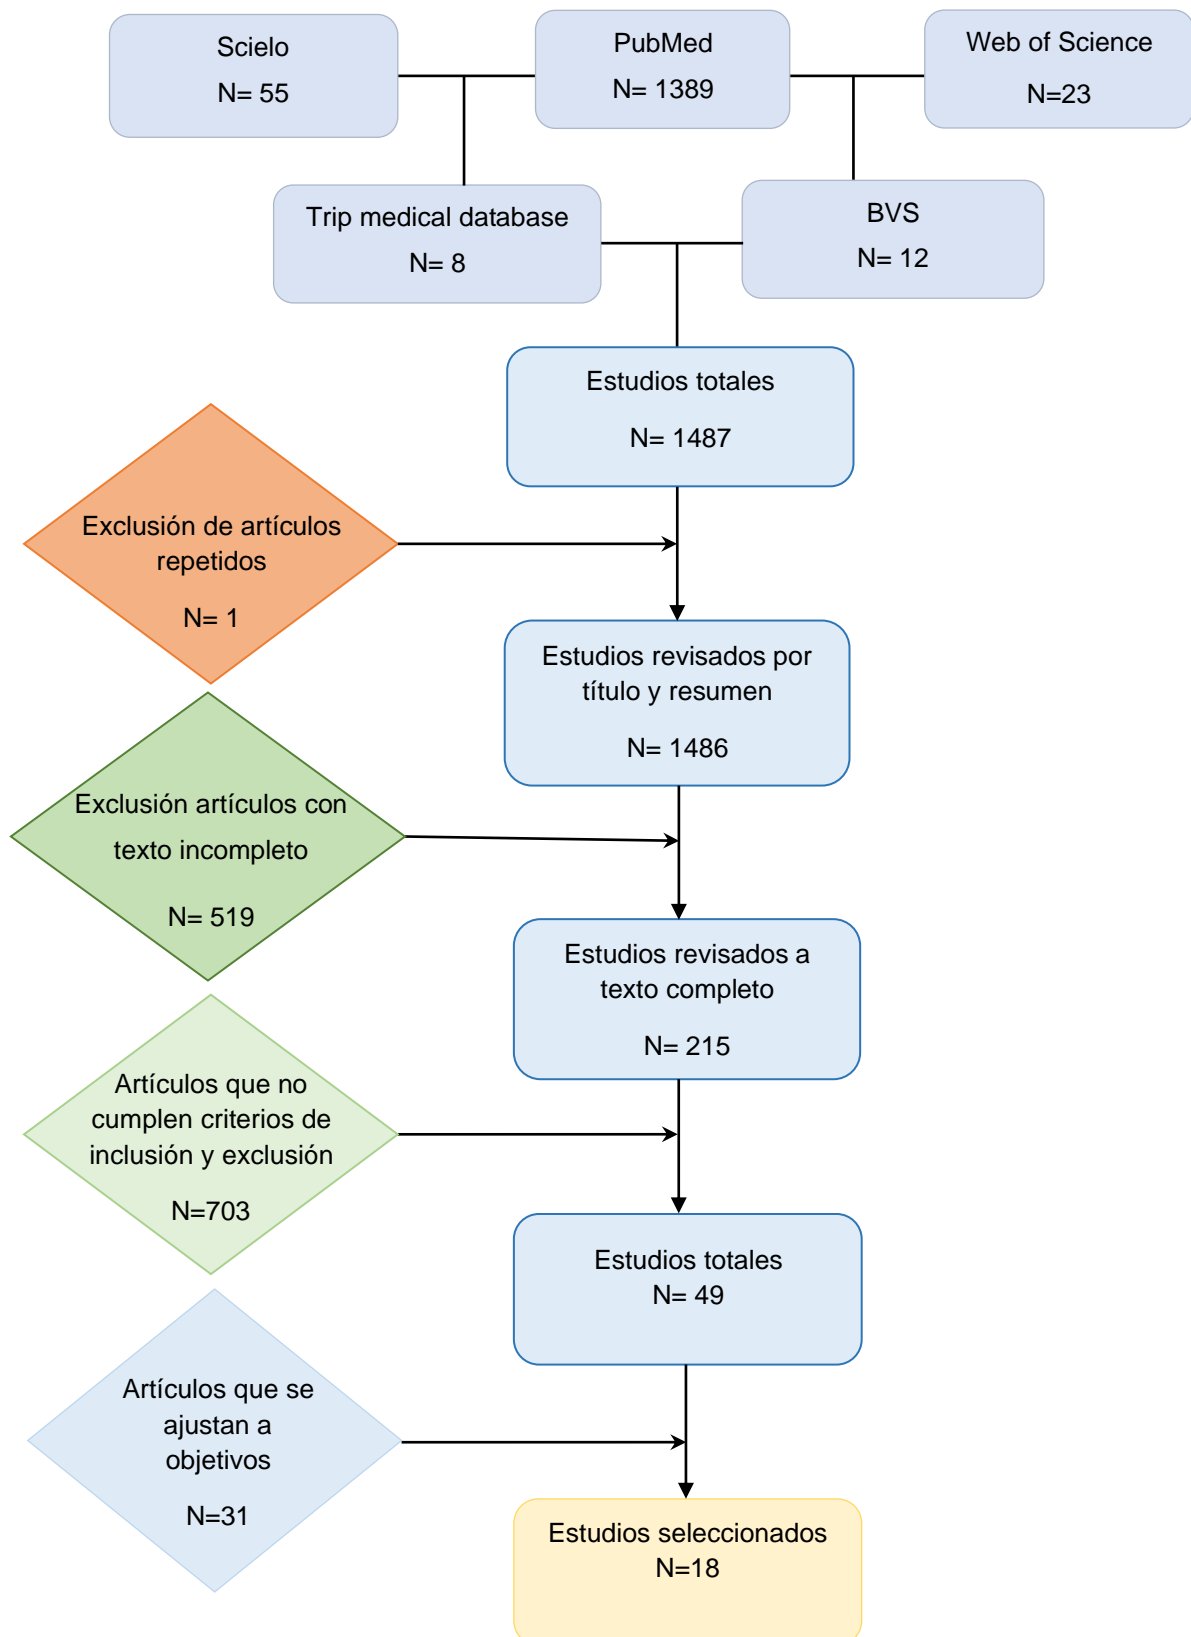 Scielo
N= 55
PubMed
N= 1389
Web of Science
N=23
Trip medical database
N= 8
BVS
N= 12
Estudios totales
N= 1487
Exclusión de artículos
repetidos
N= 1
Estudios revisados por
título y resumen
N= 1486
Exclusión artículos con
texto incompleto
N= 519
Estudios revisados a
texto completo
N= 215
Artículos que no
cumplen criterios de
inclusión y exclusión
N=703
Estudios totales
N= 49
Artículos que se
ajustan a
objetivos
N=31
Estudios seleccionados
N=18